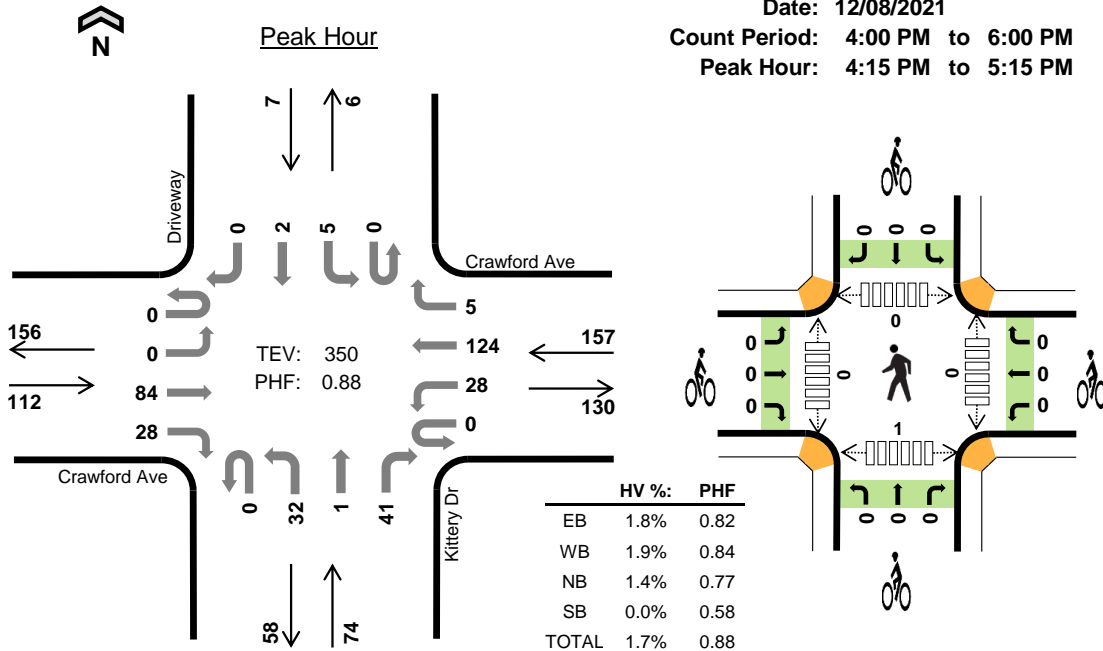 N
Peak Hour
Date: 12/08/2021
Count Period: 4:00 PM to 6:00 PM
Peak Hour: 4:15 PM to 5:15 PM
7
6
Driveway
0
2
5
0
Crawford Ave
156
112
0
0
84
28
TEV: 350
PHF: 0.88
5
124
28
0
157
130
Crawford Ave
0
32
1
41
Kittery Dr
58
74
HV %: PHF
EB 1.8% 0.82
WB 1.9% 0.84
NB 1.4% 0.77
SB 0.0% 0.58
TOTAL 1.7% 0.88
0 0 0
0
0
0
0
0
0
0
0
0
1
0 0 0